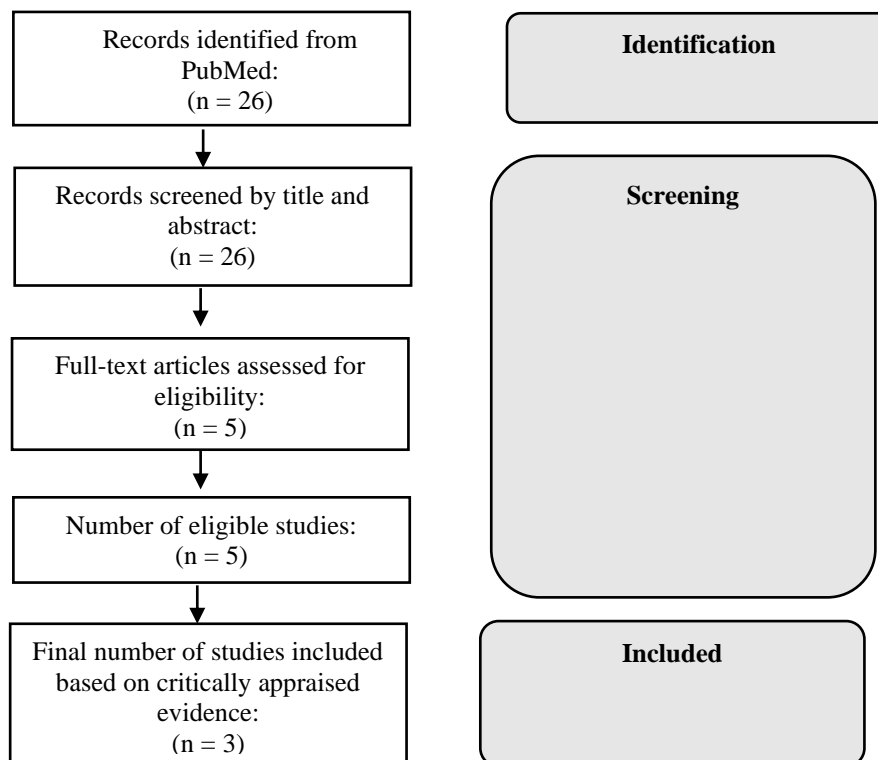 Records identified from
PubMed:
(n = 26)
Identification
Records screened by title and
abstract:
(n = 26)
Screening
Full-text articles assessed for
eligibility:
(n = 5)
Number of eligible studies:
(n = 5)
Final number of studies included
based on critically appraised
evidence:
(n = 3)
Included